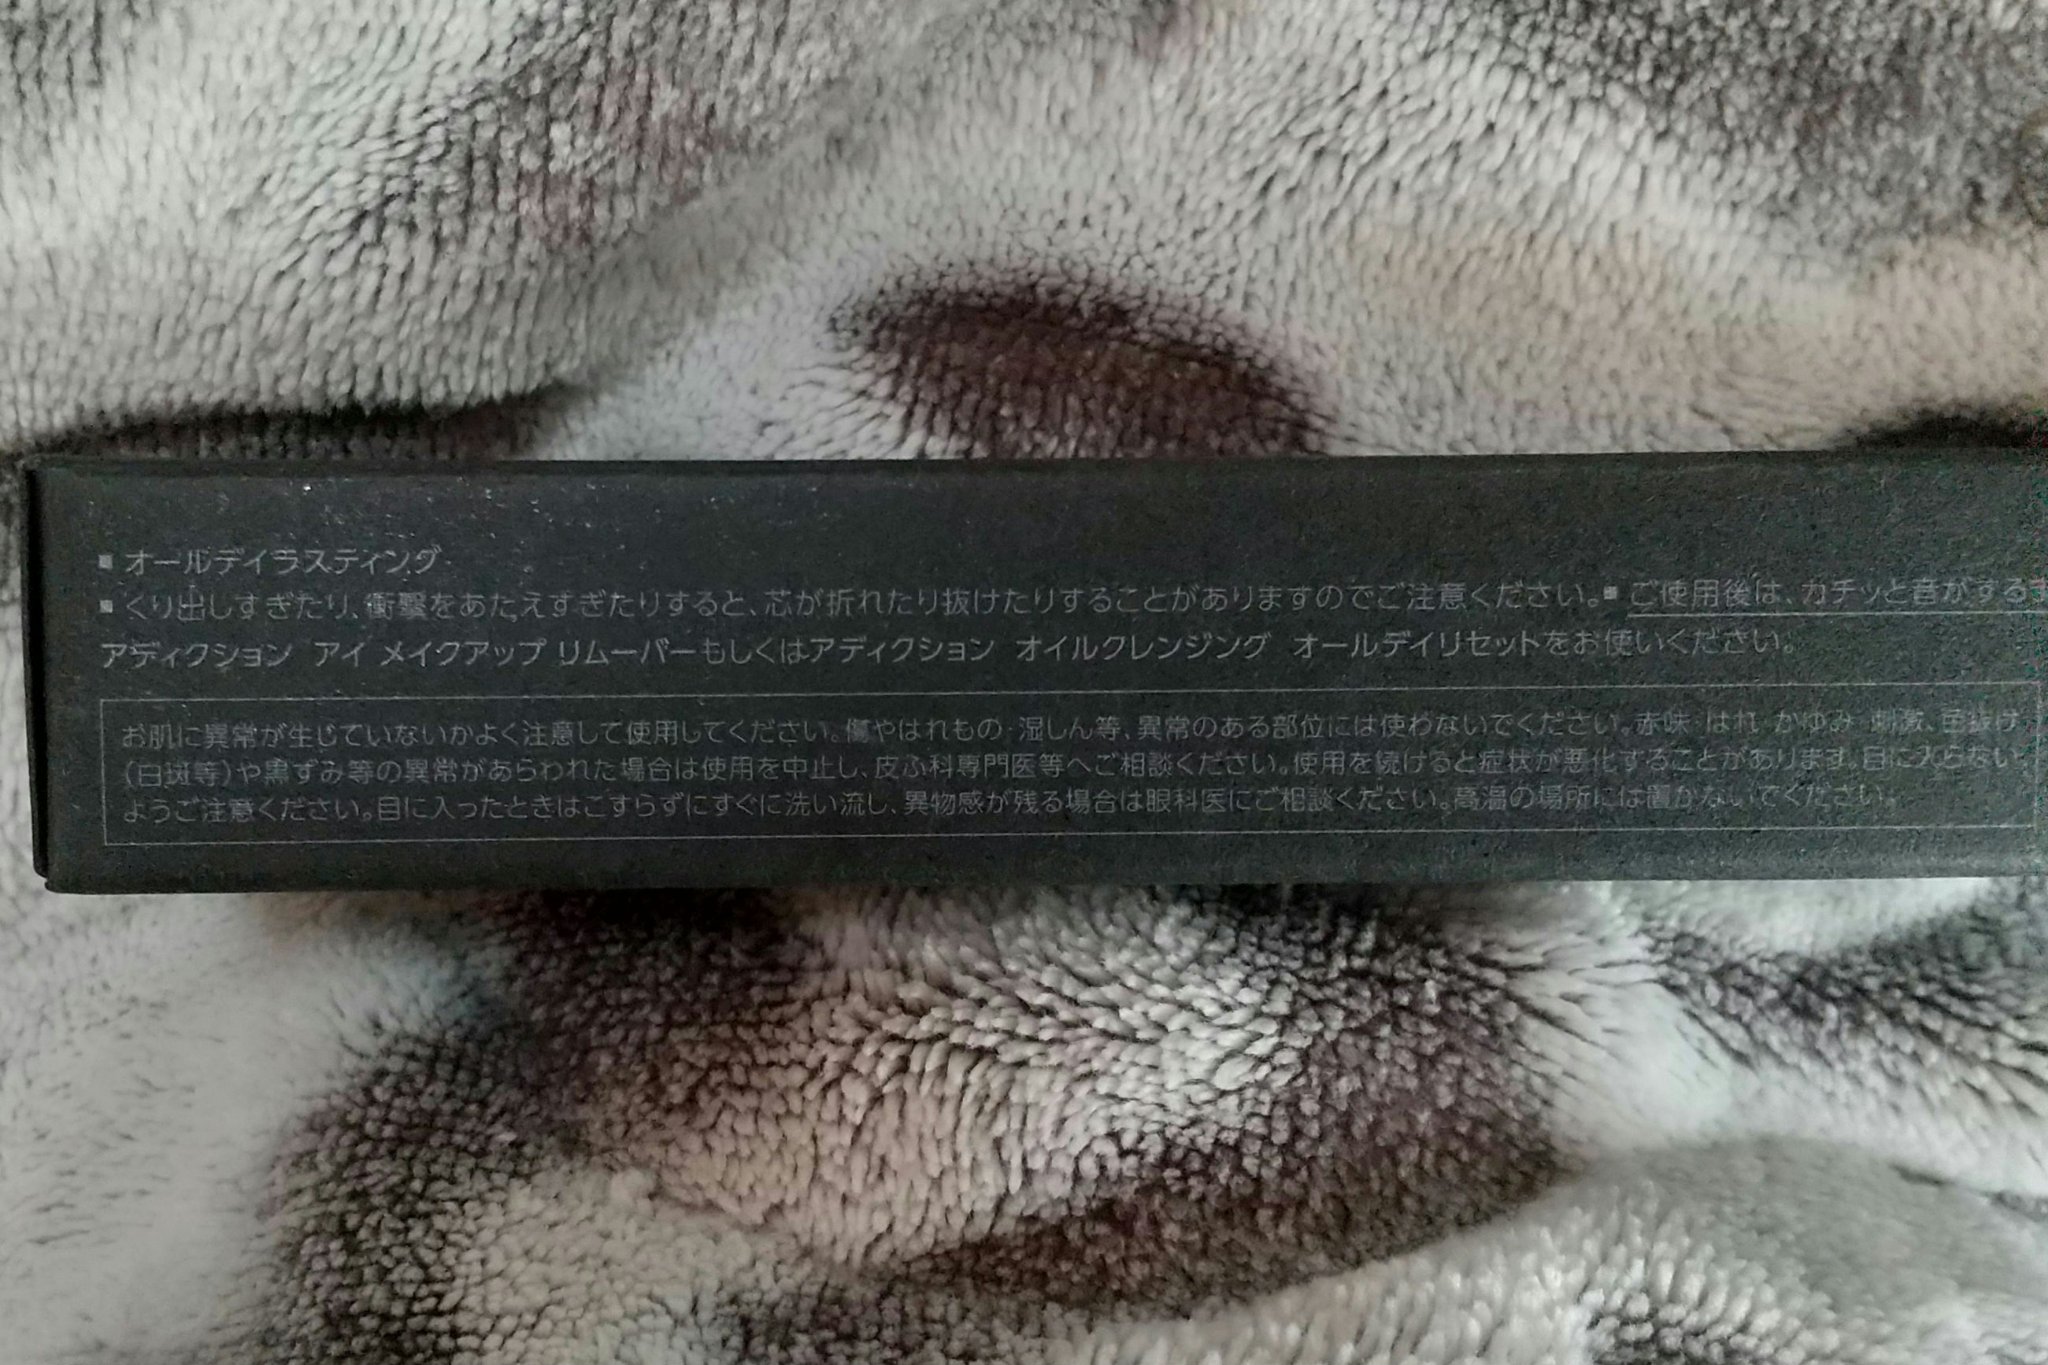 ■ オールデイラスティング
■ くり出しすぎたり、衝撃をあたえすぎたりすると、芯が折れたり抜けたりすることがありますのでご注意ください。■ ご使用後は、カチッと音がする
アディクション アイ メイクアップ リムーバーもしくはアディクション オイルクレンジング オールデイリセットをお使いください。
お肌に異常が生じていないかよく注意して使用してください。傷やはれもの・湿しん等、異常のある部位には使わないでください。赤味・はれ・かゆみ・刺激、色抜け
（白斑等）や黒ずみ等の異常があらわれた場合は使用を中止し、皮ふ科専門医等へご相談ください。使用を続けると症状が悪化することがあります。目に入らない
ようご注意ください。目に入ったときはこすらずにすぐに洗い流し、異物感が残る場合は眼科医にご相談ください。高温の場所には置かないでください。